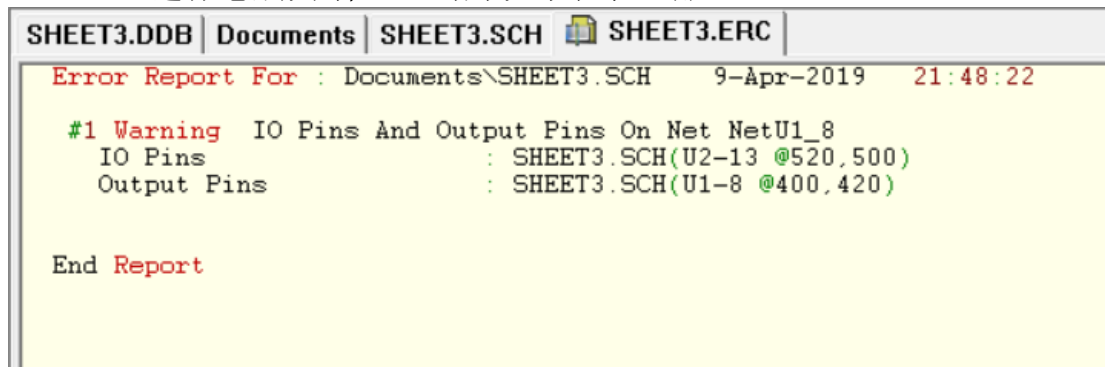 SHEET3.DDB Documents SHEET3.SCH SHEET3.ERC
Error Report For : Documents\SHEET3.SCH 9-Apr-2019 21:48:22
#1 Warning IO Pins And Output Pins On Net NetU1_8
IO Pins : SHEET3.SCH(U2-13 @520,500)
Output Pins : SHEET3.SCH(U1-8 @400,420)
End Report